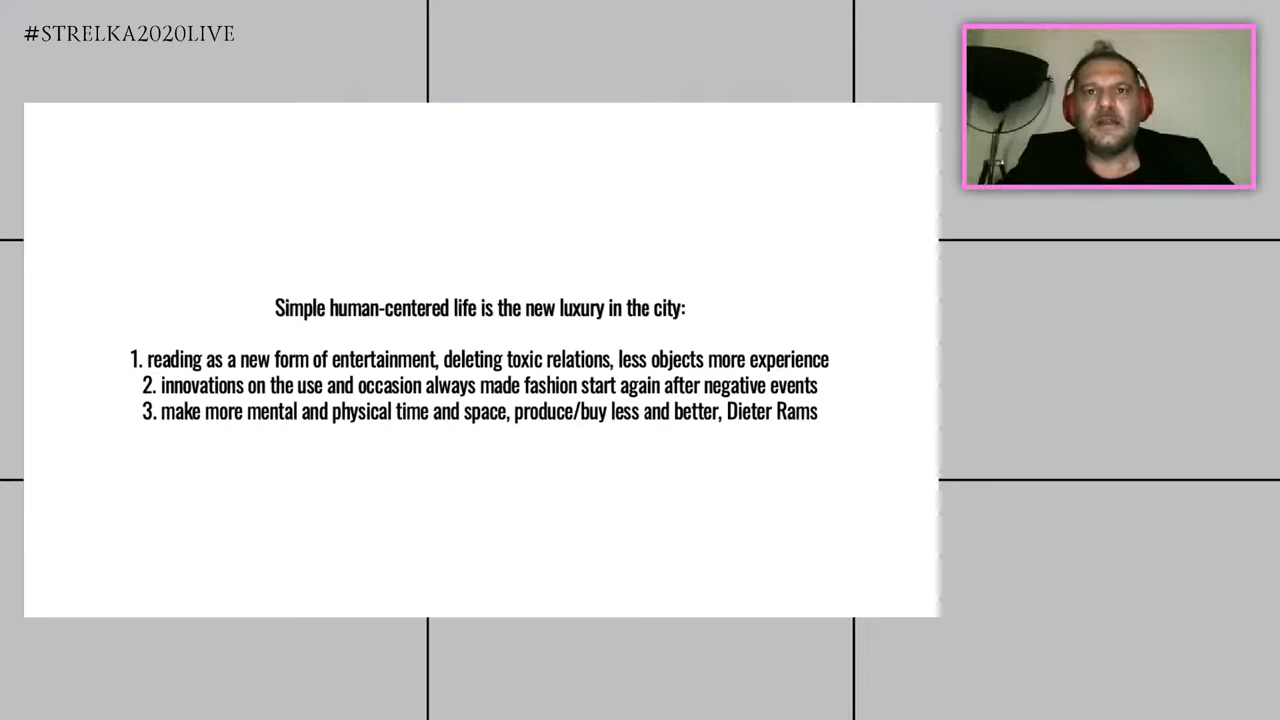 #STRELKA2020LIVE
Simple human-centered life is the new luxury in the city:
1. reading as a new form of entertainment, deleting toxic relations, less objects more experience
2. innovations on the use and occasion always made fashion start again after negative events
3. make more mental and physical time and space, produce/buy less and better, Dieter Rams